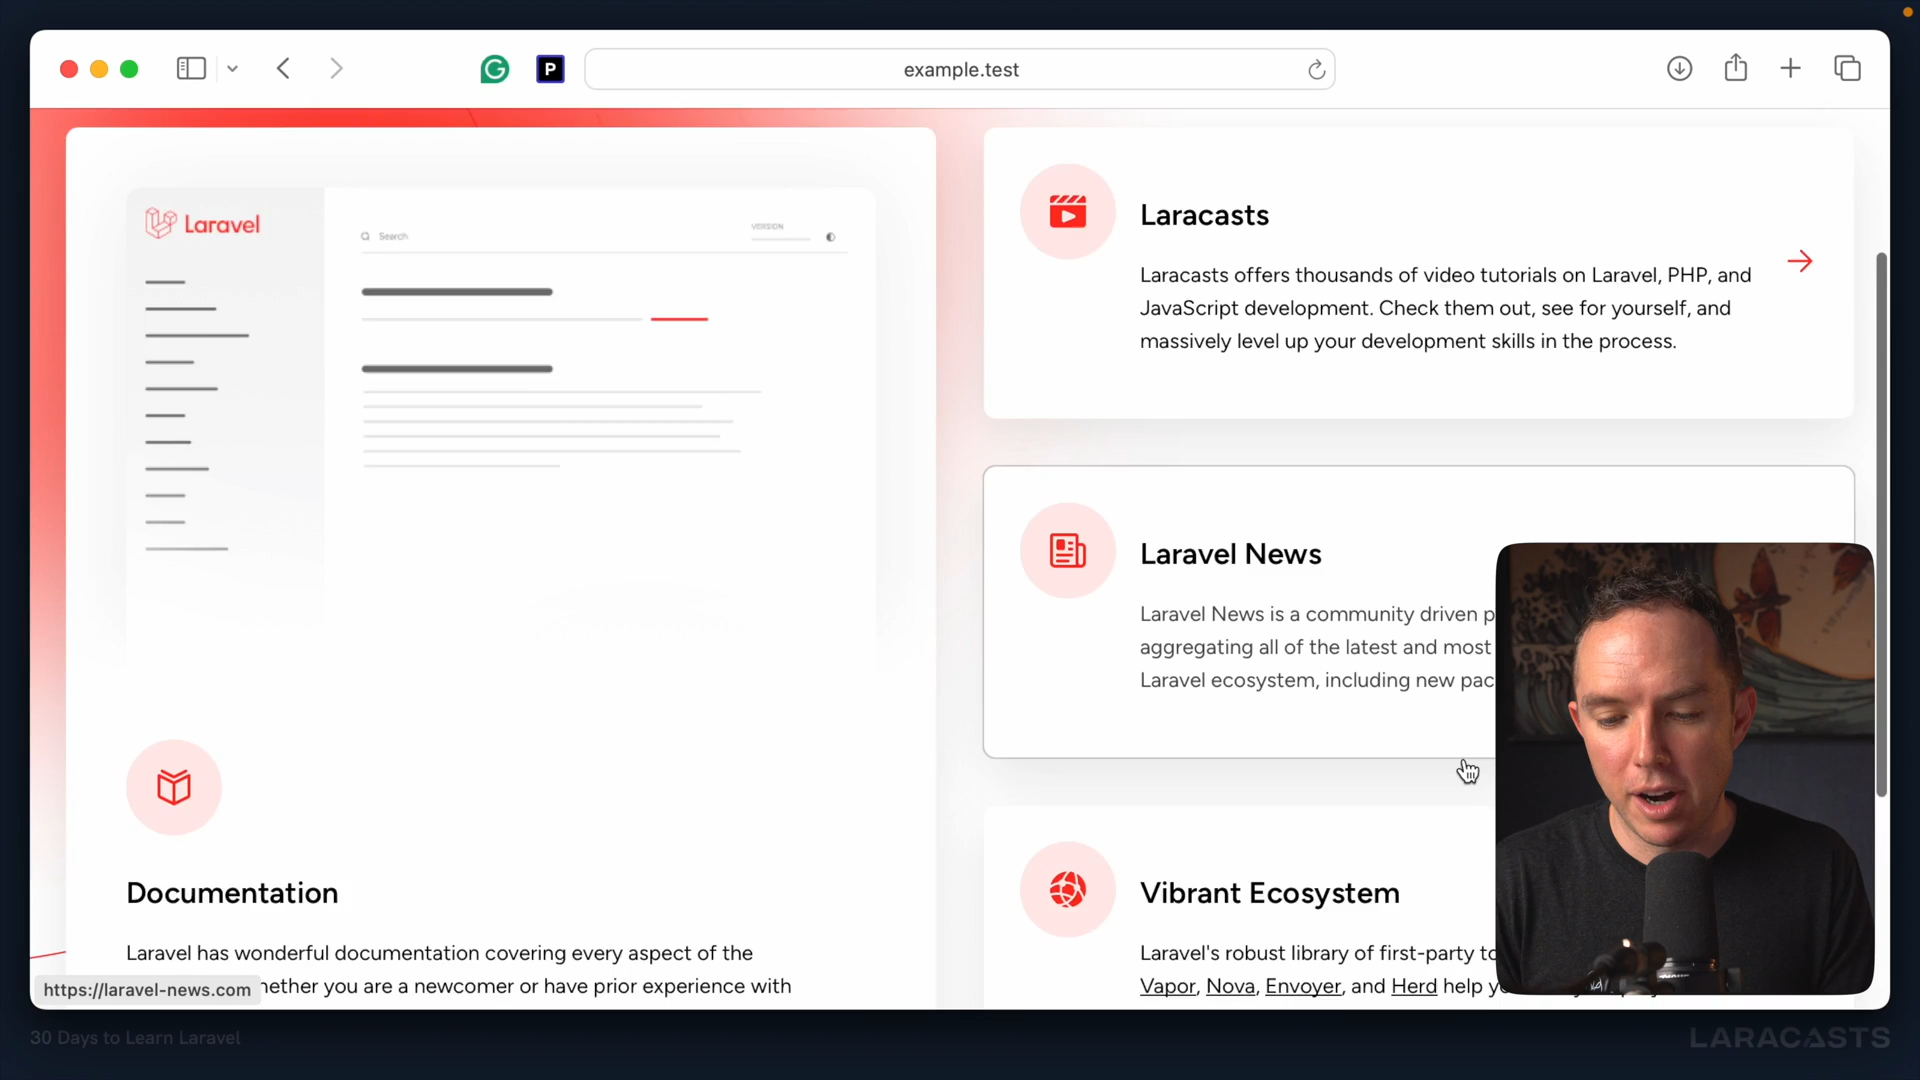 P
example.test
Laravel
Search
VERSION
Documentation
Laravel has wonderful documentation covering every aspect of the
hether you are a newcomer or have prior experience with
https://laravel-news.com
Laracasts
Laracasts offers thousands of video tutorials on Laravel, PHP, and
JavaScript development. Check them out, see for yourself, and
massively level up your development skills in the process.
Laravel News
Laravel News is a community driven p
aggregating all of the latest and most
Laravel ecosystem, including new pac
Vibrant Ecosystem
Laravel's robust library of first-party to
Vapor, Nova, Envoyer, and Herd help yo
30 Days to Learn Laravel
LARACASTS